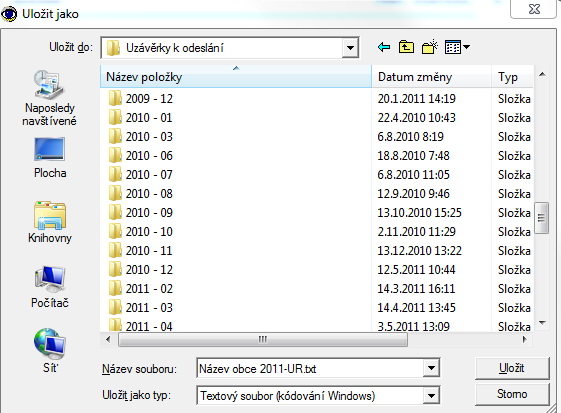 Uložit jako
Uložit do: Uzávěrky k odeslání
Název položky Datum změny Typ
2009 - 12 20.1.2011 14:19 Složka
2010 - 01 22.4.2010 10:43 Složka
2010 - 03 6.8.2010 8:19 Složka
2010 - 06 18.8.2010 7:48 Složka
2010 - 07 6.8.2010 11:05 Složka
2010 - 08 12.9.2010 9:46 Složka
2010 - 09 13.10.2010 15:25 Složka
2010 - 10 2.11.2010 11:29 Složka
2010 - 11 13.12.2010 13:22 Složka
2010 - 12 12.5.2011 10:44 Složka
2011 - 02 14.3.2011 16:11 Složka
2011 - 03 14.4.2011 13:45 Složka
2011 - 04 3.5.2011 13:09 Složka
Naposledy
navštívené
Plocha
Knihovny
Počítač
Síť
Název souboru: Název obce 2011-UR.txt Uložit
Uložit jako typ: Textový soubor (kódování Windows) Storno